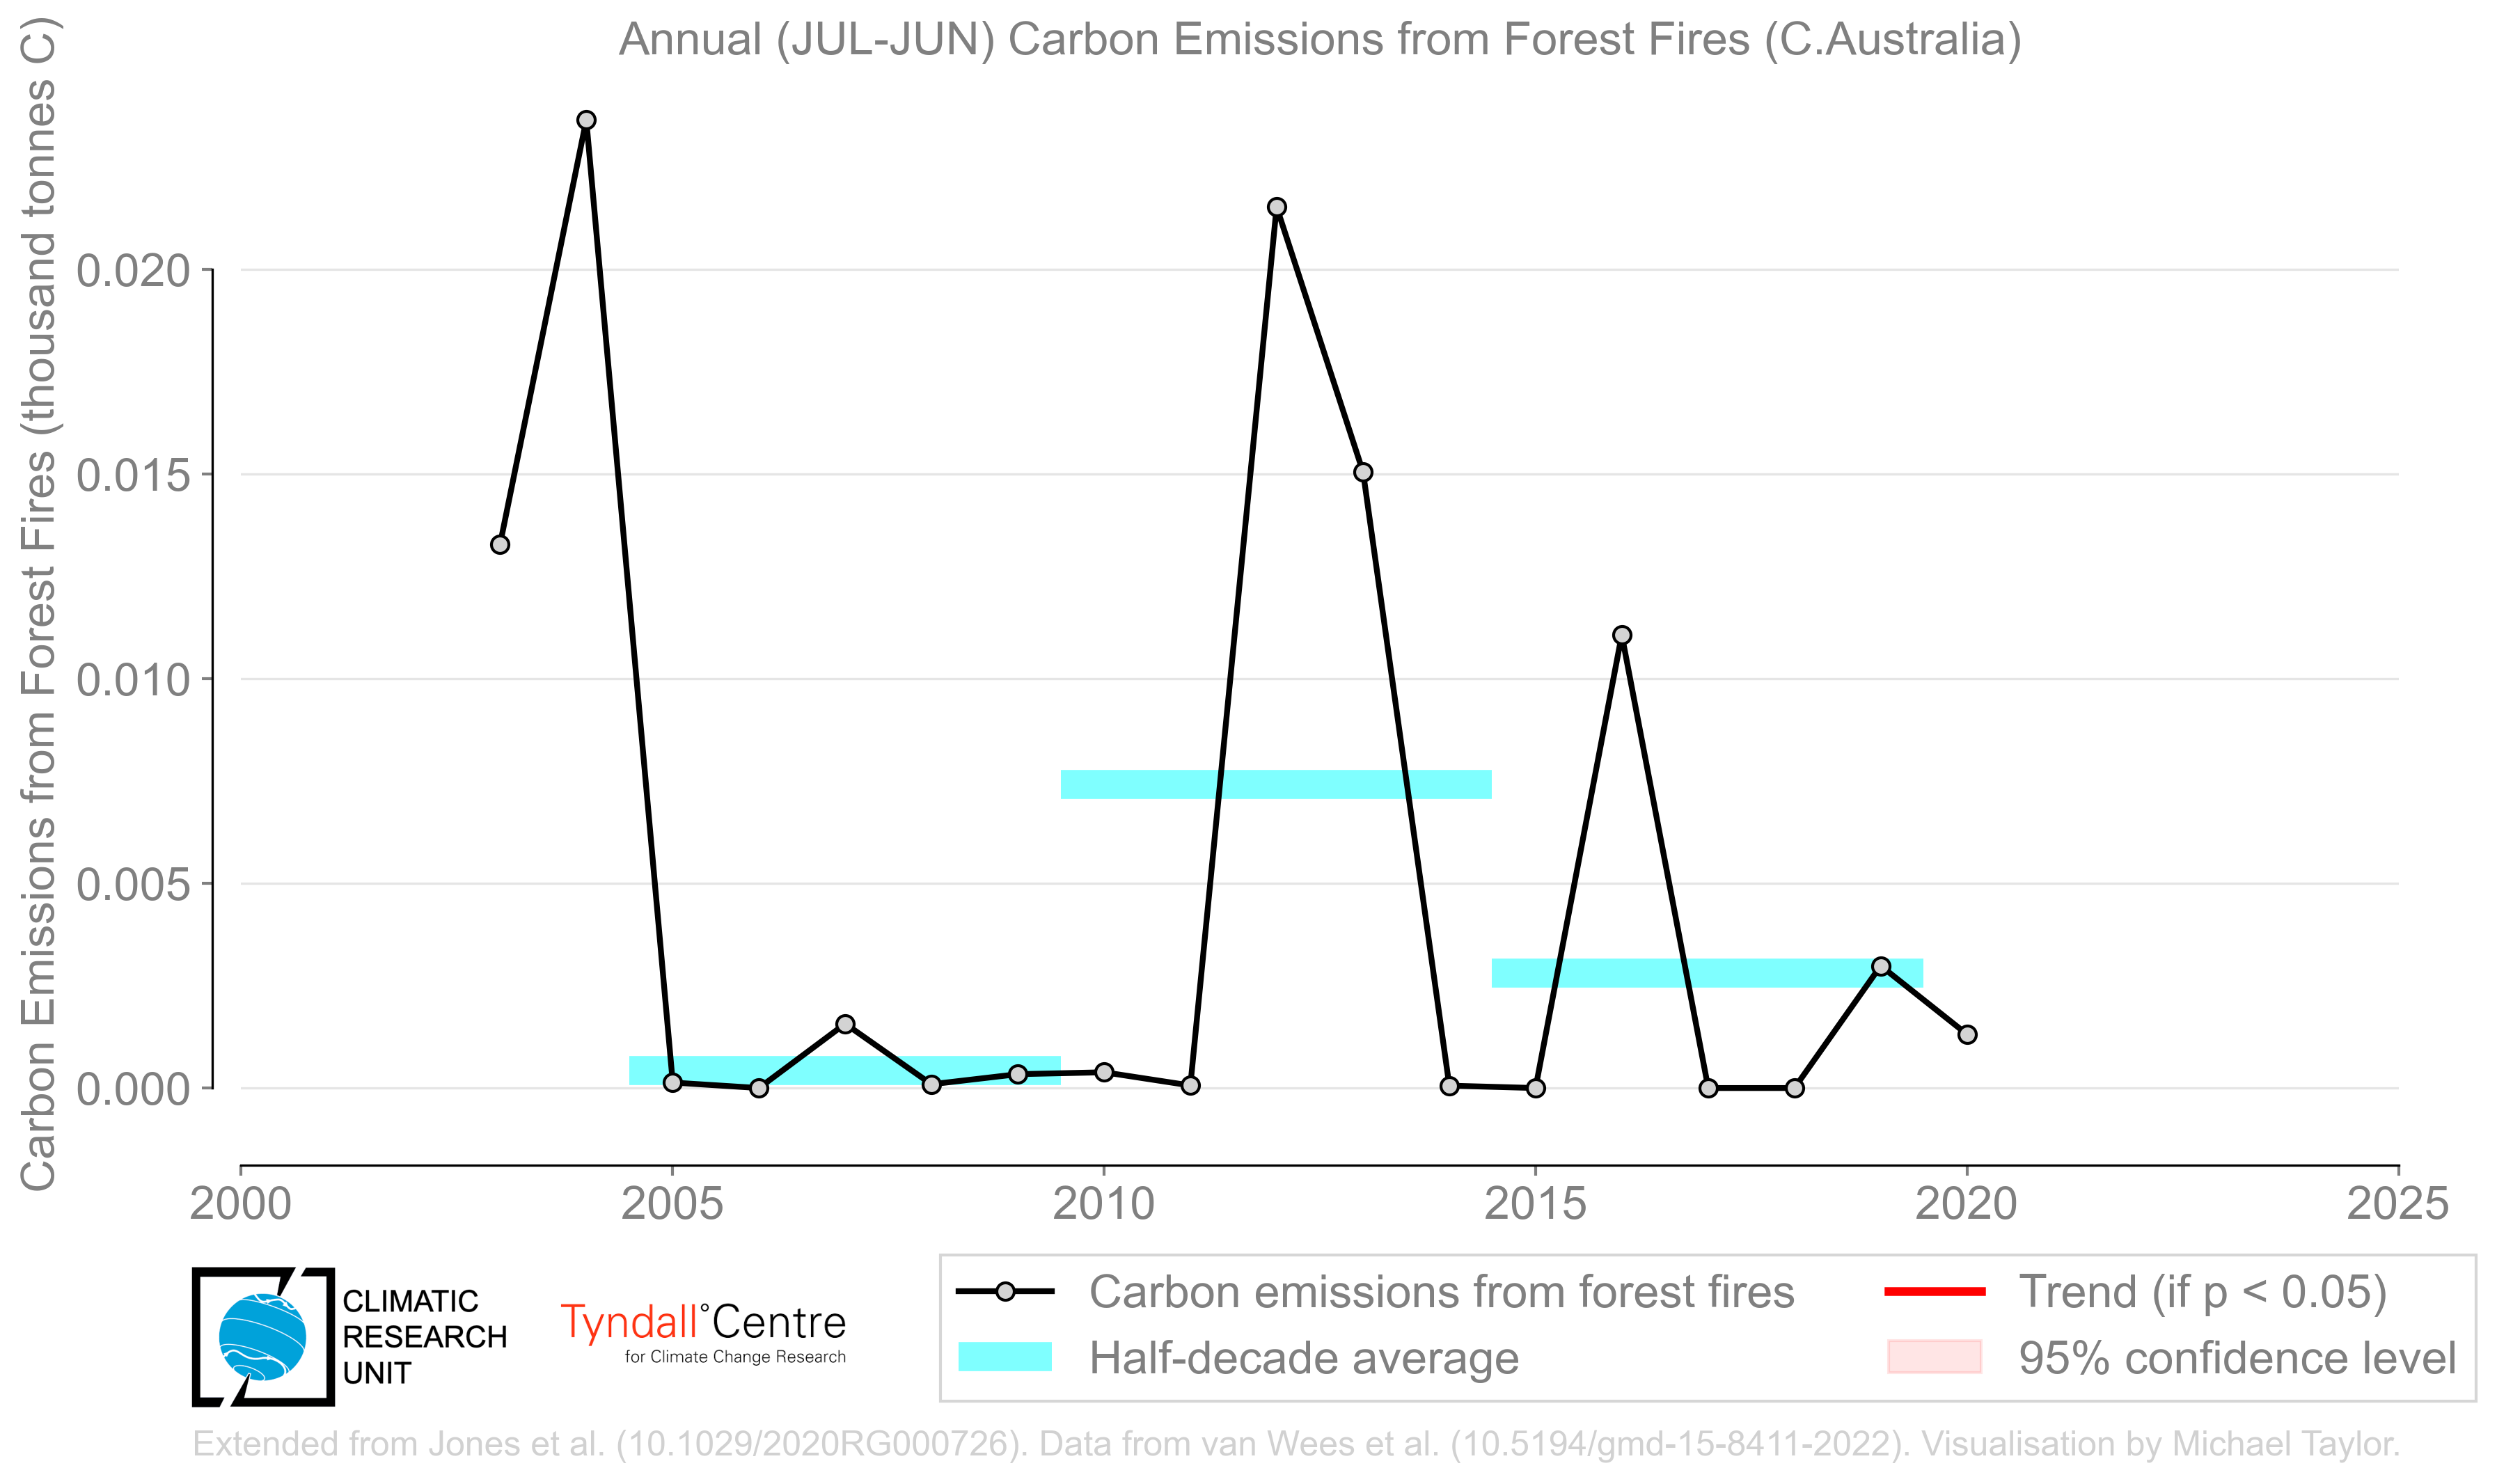 Annual (JUL-JUN) Carbon Emissions from Forest Fires (C.Australia)
Carbon Emissions from Forest Fires (thousand tonnes C)
0.020
0.015
0.010
0.005
0.000
2000 2005 2010 2015 2020 2025
CLIMATIC
RESEARCH
UNIT
Tyndall°Centre
for Climate Change Research
Carbon emissions from forest fires
Half-decade average
Trend (if p < 0.05)
95% confidence level
Extended from Jones et al. (10.1029/2020RG000726). Data from van Wees et al. (10.5194/gmd-15-8411-2022). Visualisation by Michael Taylor.